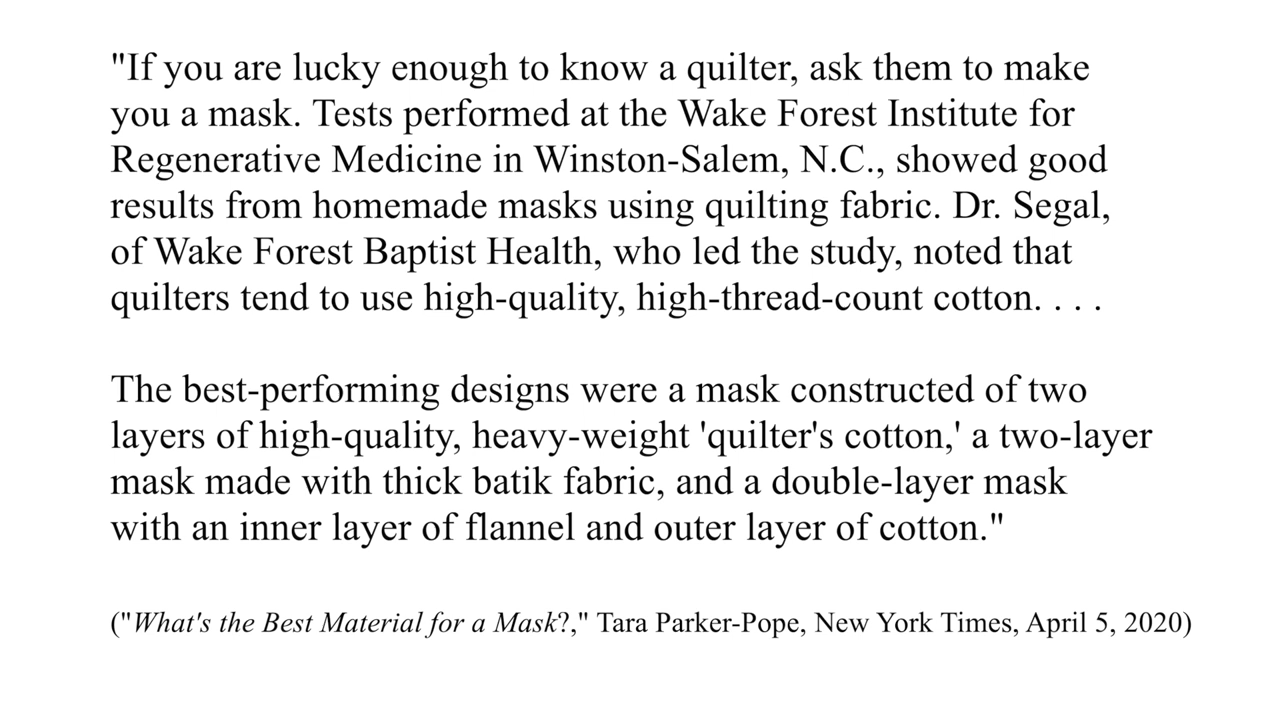 "If you are lucky enough to know a quilter, ask them to make
you a mask. Tests performed at the Wake Forest Institute for
Regenerative Medicine in Winston-Salem, N.C., showed good
results from homemade masks using quilting fabric. Dr. Segal,
of Wake Forest Baptist Health, who led the study, noted that
quilters tend to use high-quality, high-thread-count cotton. . . .
The best-performing designs were a mask constructed of two
layers of high-quality, heavy-weight 'quilter's cotton,' a two-layer
mask made with thick batik fabric, and a double-layer mask
with an inner layer of flannel and outer layer of cotton."
("What's the Best Material for a Mask?," Tara Parker-Pope, New York Times, April 5, 2020)